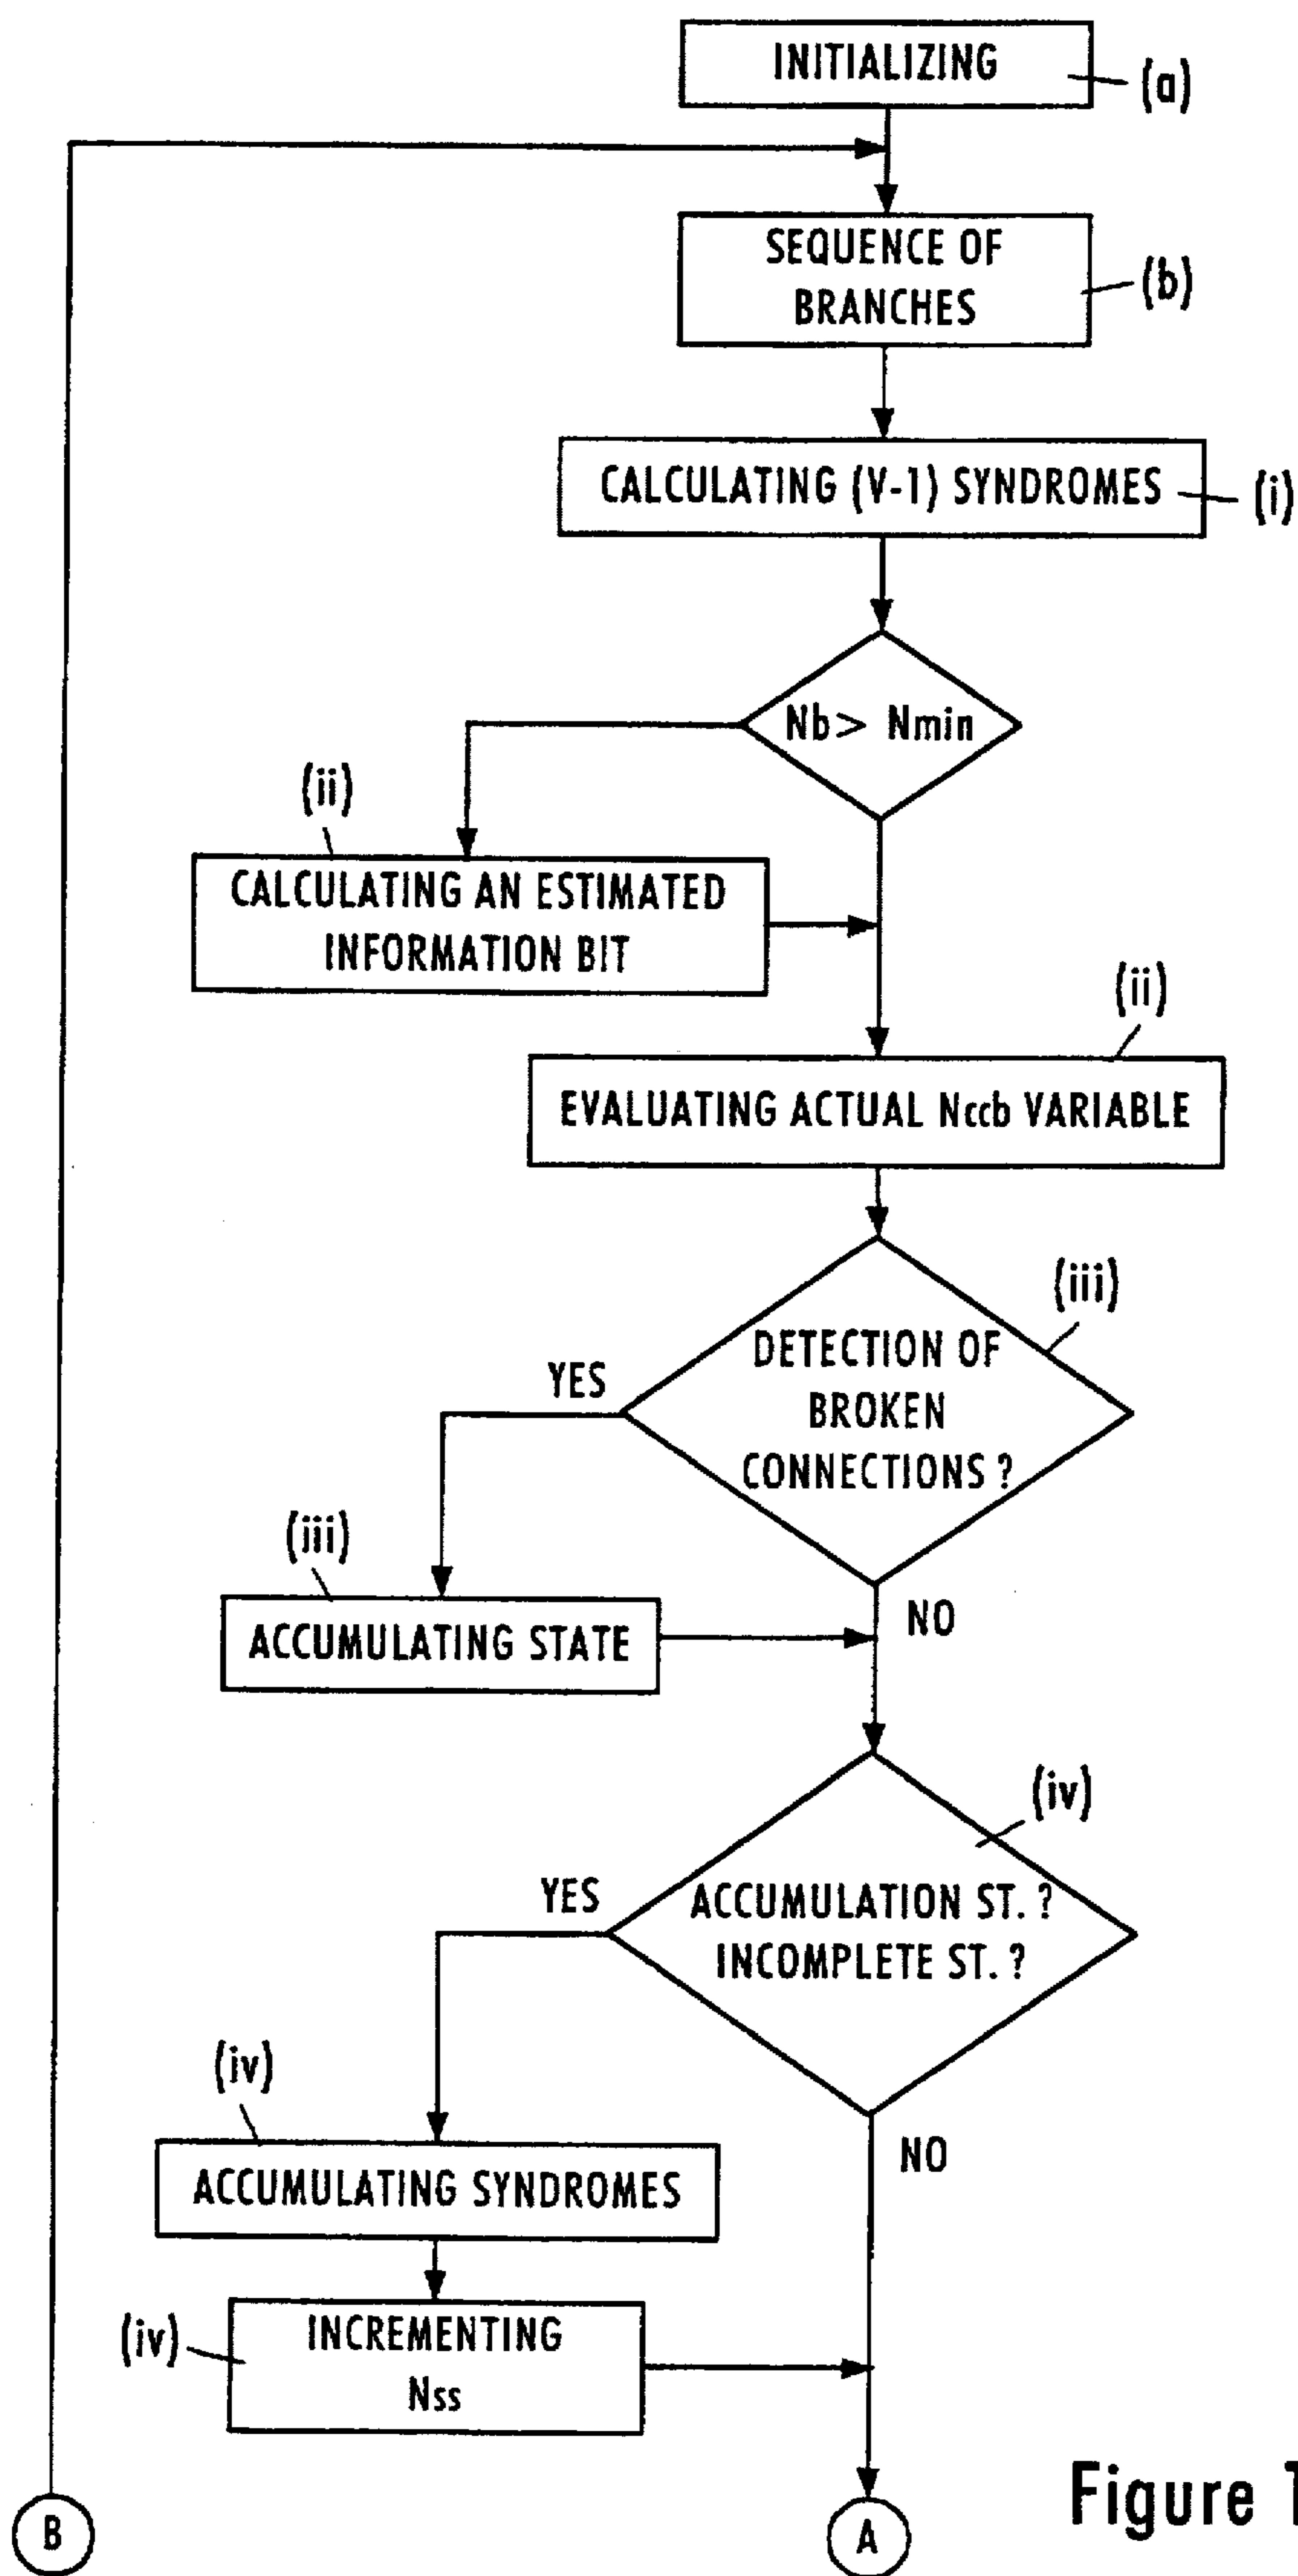 INITIALIZING
(a)
SEQUENCE OF
BRANCHES
(b)
CALCULATING (V-1) SYNDROMES
(i)
Nb> Nmin
(ii)
CALCULATING AN ESTIMATED
INFORMATION BIT
(ii)
EVALUATING ACTUAL Nccb VARIABLE
(iii)
DETECTION OF
BROKEN
CONNECTIONS ?
YES
(iii)
ACCUMULATING STATE
NO
(iv)
ACCUMULATION ST. ?
INCOMPLETE ST. ?
YES
(iv)
ACCUMULATING SYNDROMES
NO
(iv)
INCREMENTING
Nss
B
A
Figure 1